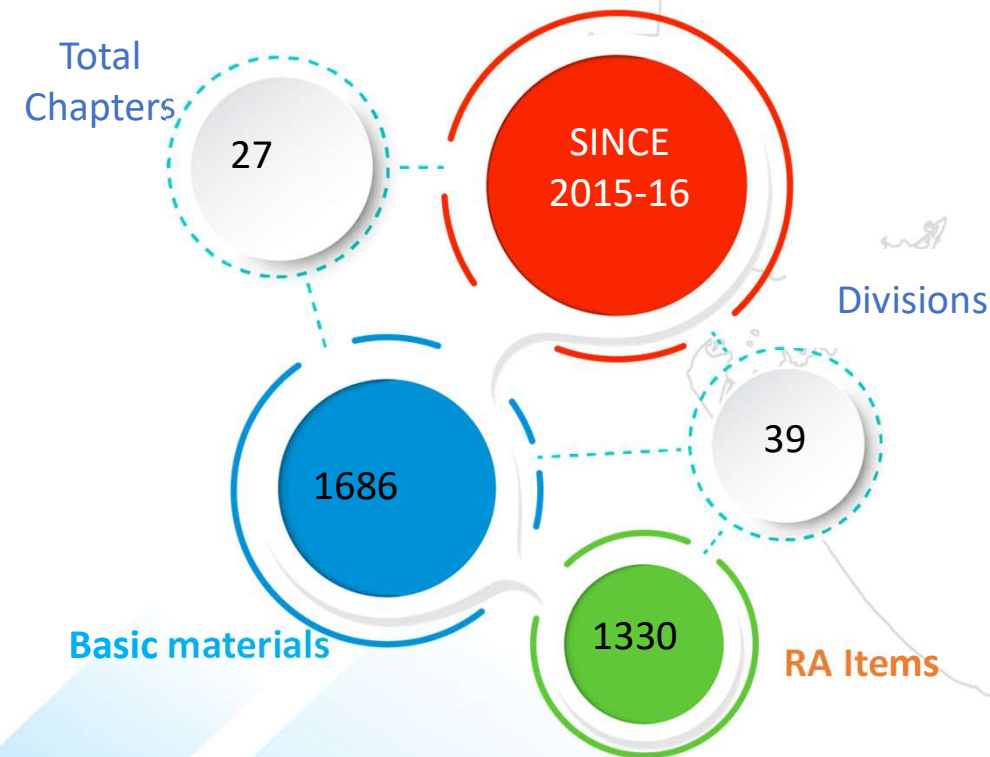 Total
Chapters
27
SINCE
2015-16
Divisions
39
1686
Basic materials
1330
RA Items